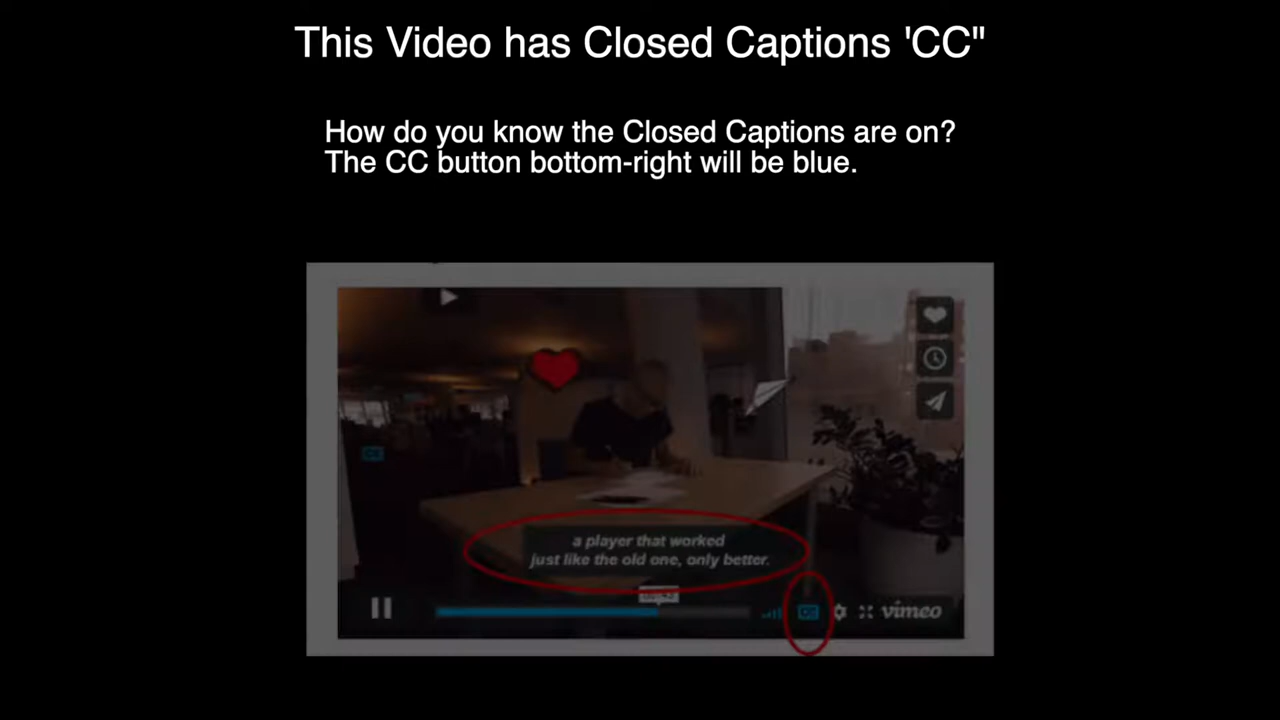 This Video has Closed Captions 'CC"
How do you know the Closed Captions are on?
The CC button bottom-right will be blue.
a player that worked
just like the old one, only better.
CC
vimeo